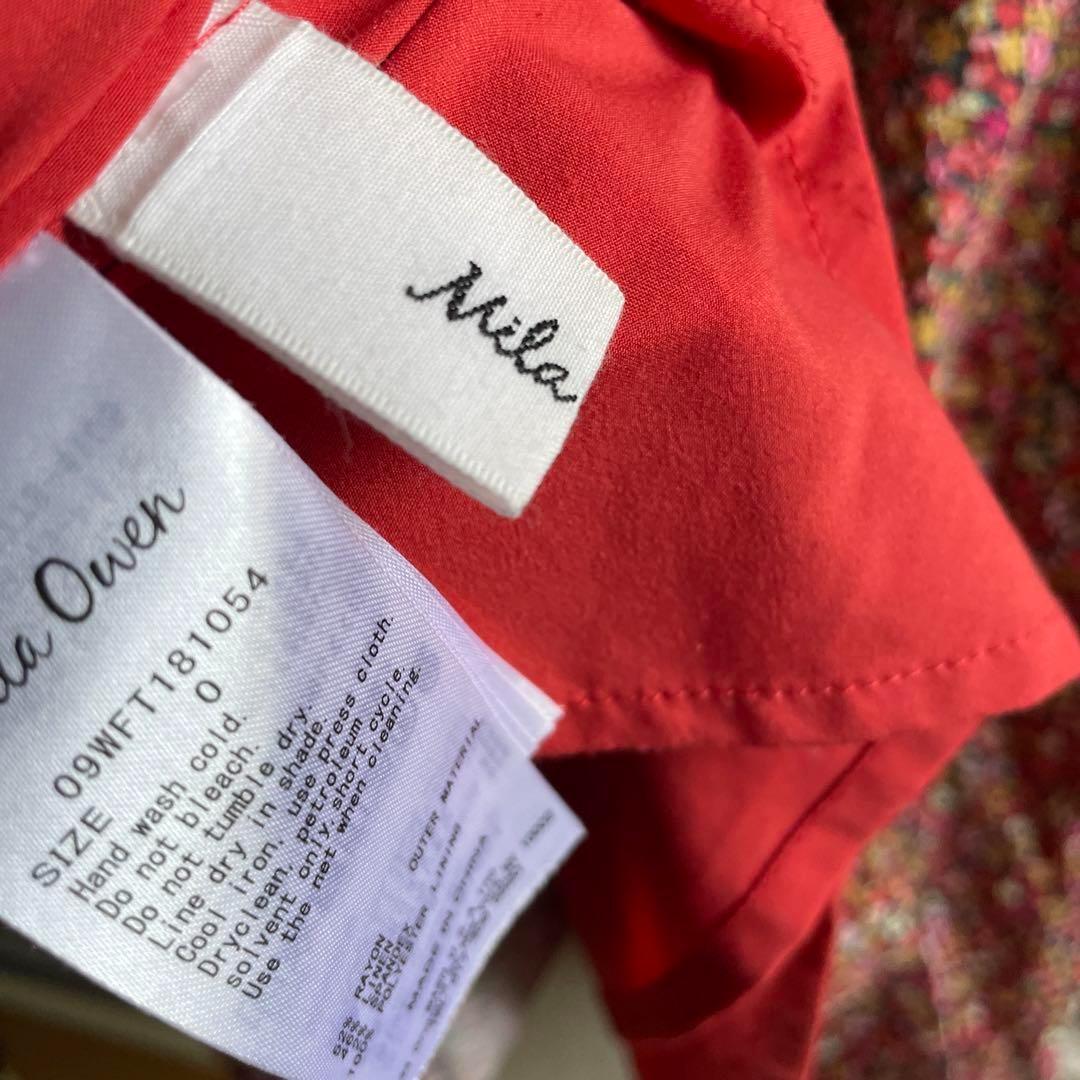 Mila
Owen
09WFT181054
SIZE 0
Hand wash cold.
Do not bleach.
Do not tumble dry.
Line dry in shade.
Cool iron. use press cloth.
Dryclean, petroleum
solvent only, short cycle.
Use the net when cleaning.
OUTER MATERIAL
RAYON
LINEN
SPANDEX
LINING
POLYESTER
MADE IN CHINA